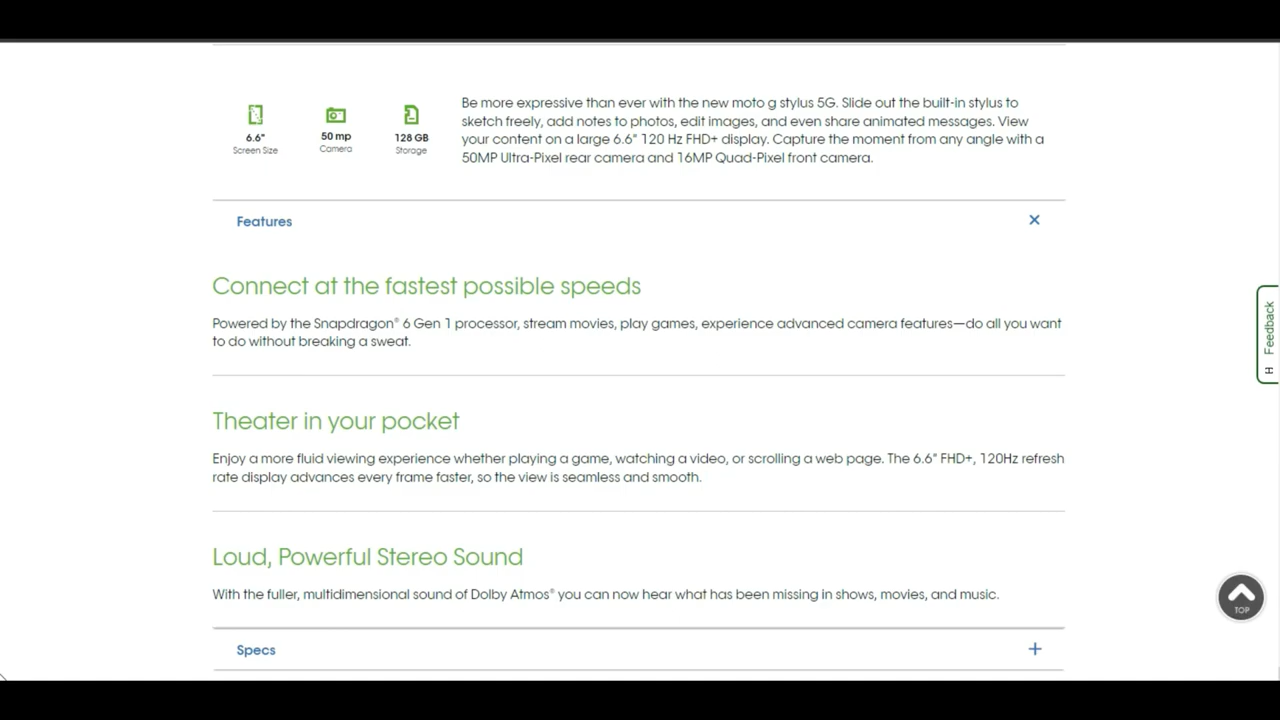 6.6"
Screen Size
50 mp
Camera
128 GB
Storage
Be more expressive than ever with the new moto g stylus 5G. Slide out the built-in stylus to
sketch freely, add notes to photos, edit images, and even share animated messages. View
your content on a large 6.6" 120 Hz FHD+ display. Capture the moment from any angle with a
50MP Ultra-Pixel rear camera and 16MP Quad-Pixel front camera.
Features
Connect at the fastest possible speeds
Powered by the Snapdragon® 6 Gen 1 processor, stream movies, play games, experience advanced camera features—do all you want
to do without breaking a sweat.
Theater in your pocket
Enjoy a more fluid viewing experience whether playing a game, watching a video, or scrolling a web page. The 6.6" FHD+, 120Hz refresh
rate display advances every frame faster, so the view is seamless and smooth.
Loud, Powerful Stereo Sound
With the fuller, multidimensional sound of Dolby Atmos® you can now hear what has been missing in shows, movies, and music.
Specs
Feedback
TOP